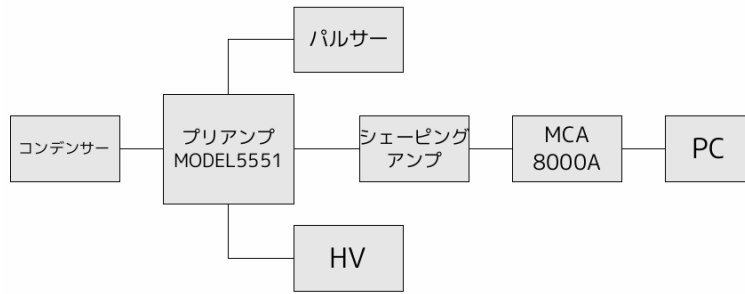 パルサー
コンデンサー
プリアンプ
MODEL5551
シェーピング
アンプ
MCA
8000A
PC
HV